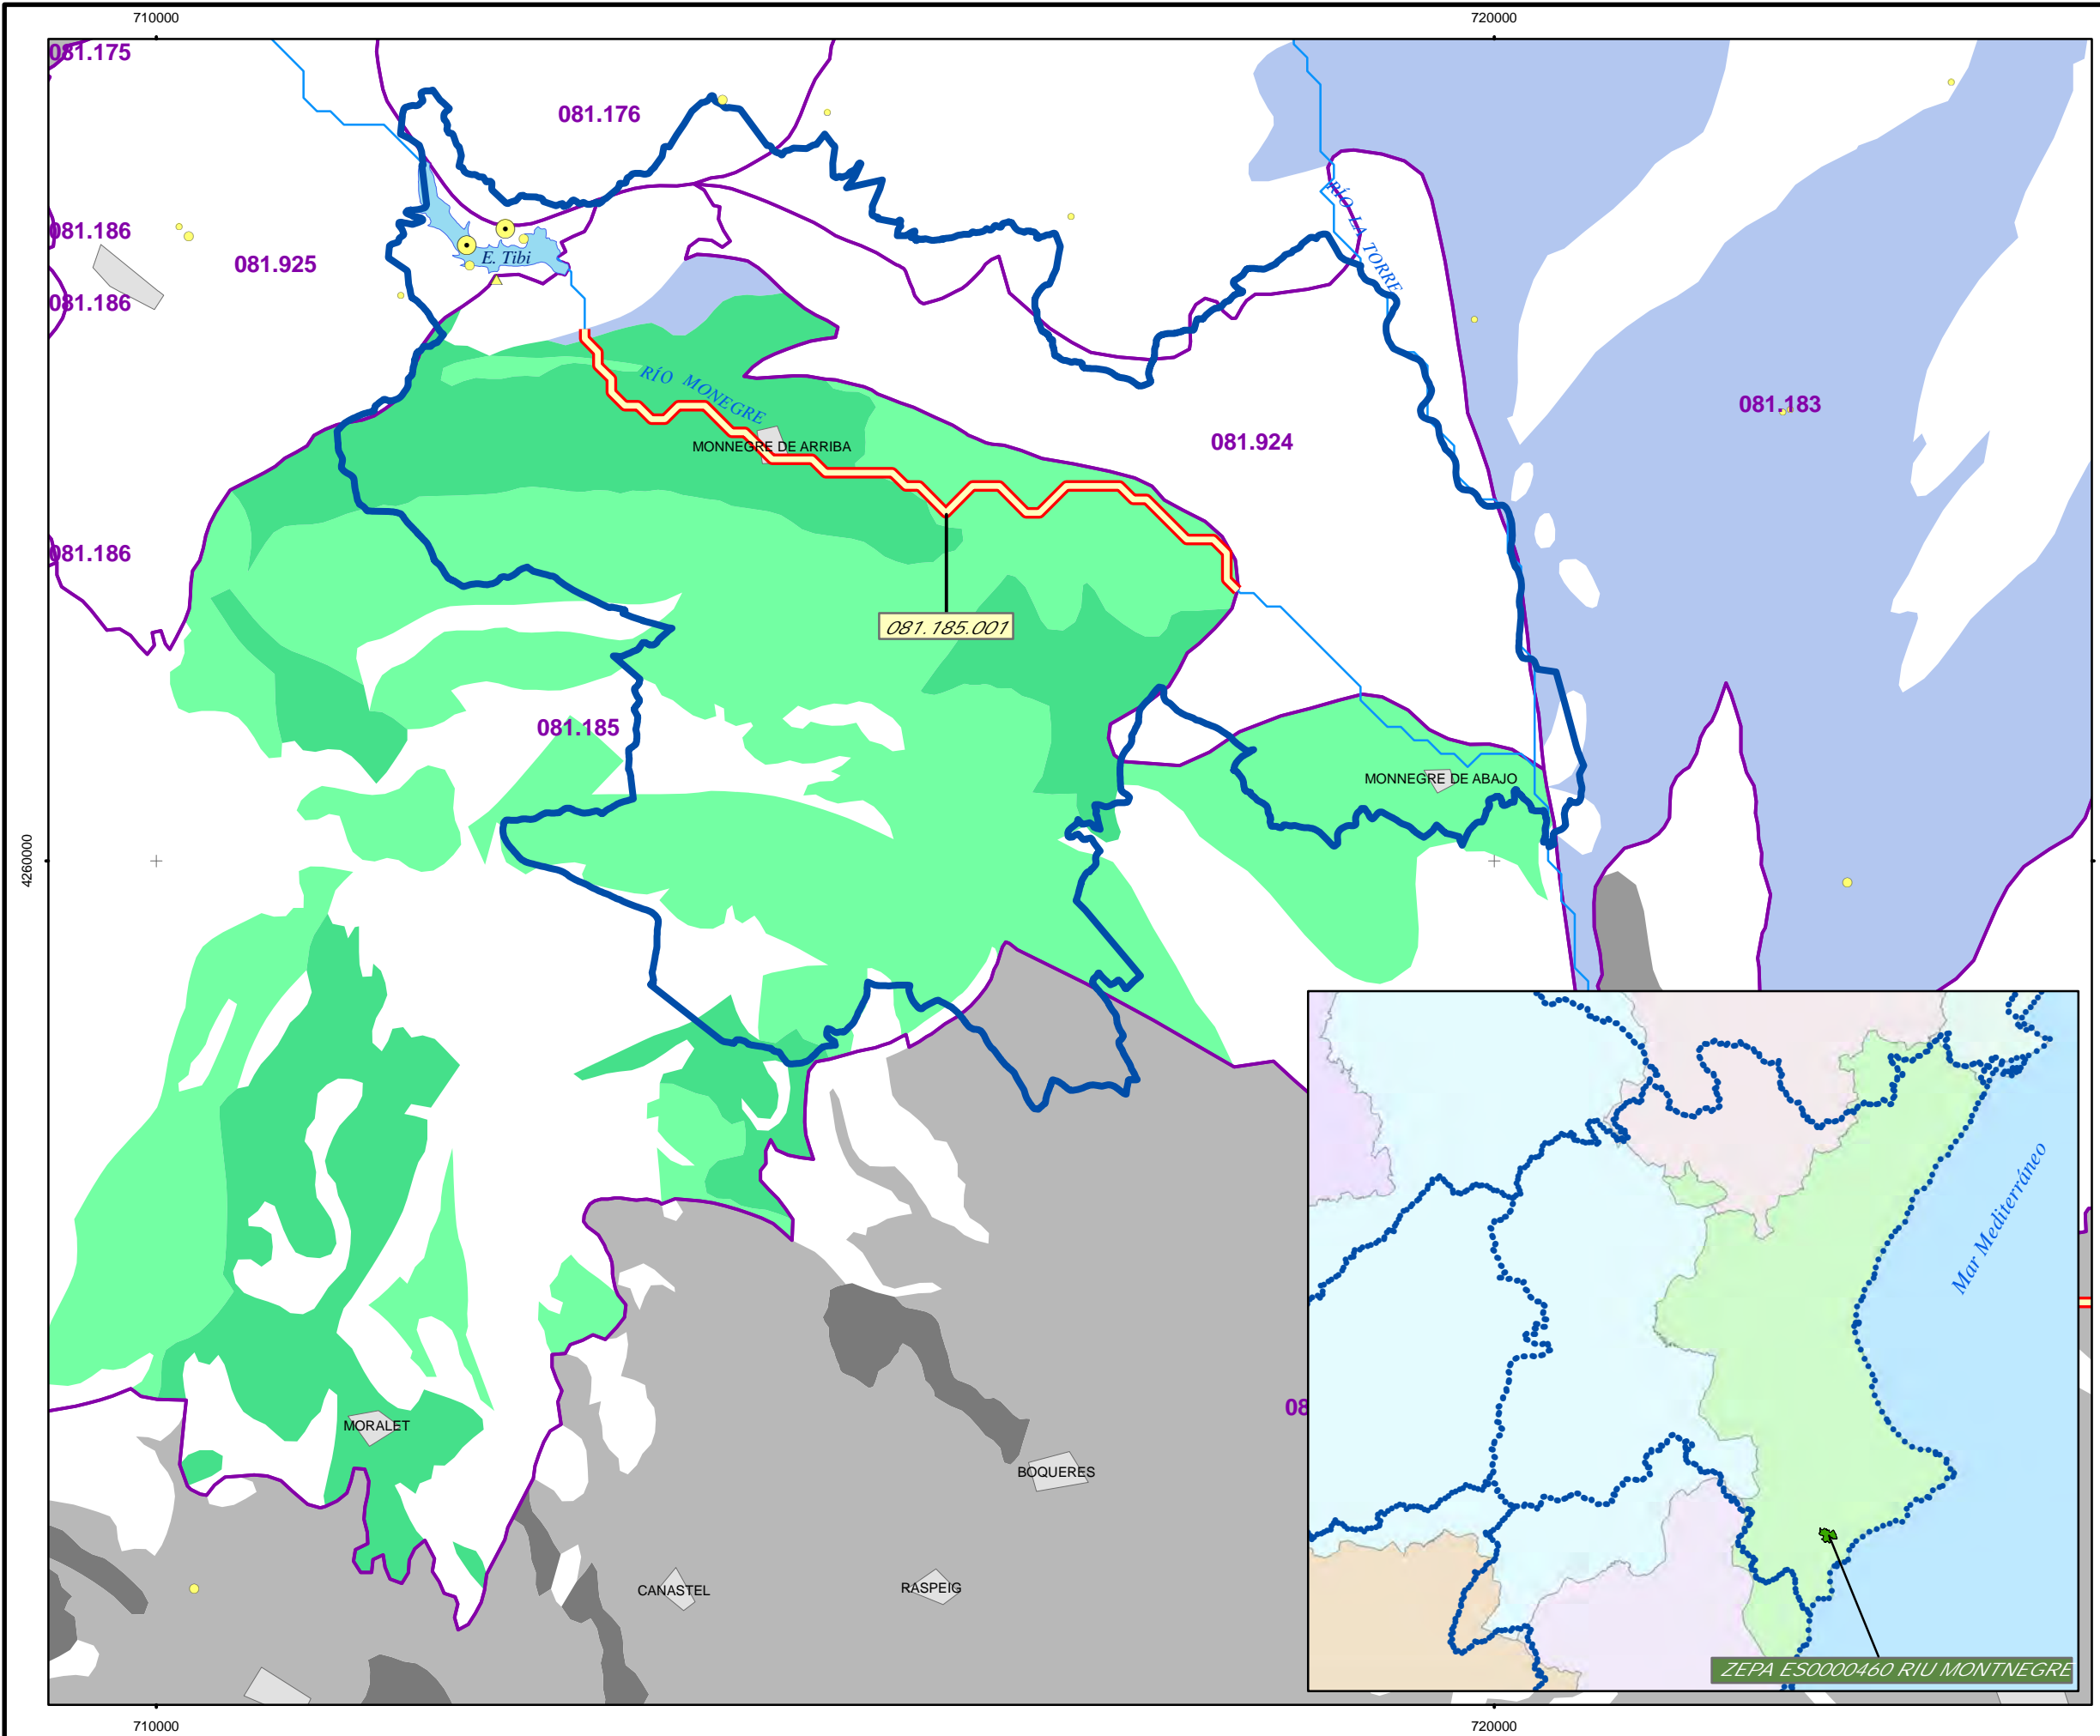 710000
720000
081.175
081.176
RÍO LA TORRE
081.186
081.925
E. Tibi
081.186
RÍO MONEGRE
081.183
MONNEGRE DE ARRIBA
081.924
081.186
081.185.001
081.185
MONNEGRE DE ABAJO
4260000
Mar Mediterráneo
08
MORALET
BOQUERES
CANASTEL
RASPEIG
ZEPA ES0000460 RIU MONTNEGRE
710000
720000